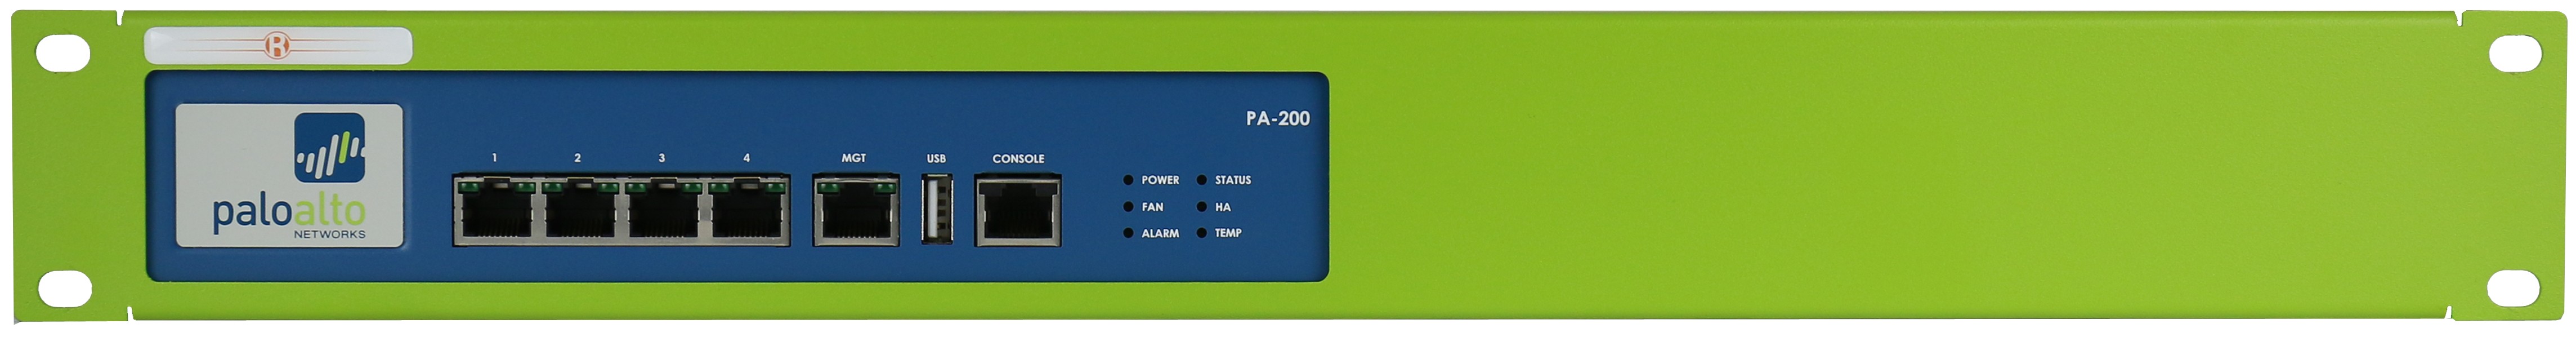 R
PA-200
paloalto
NETWORKS
1 2 3 4 MGT USB CONSOLE
POWER STATUS
FAN HA
ALARM TEMP